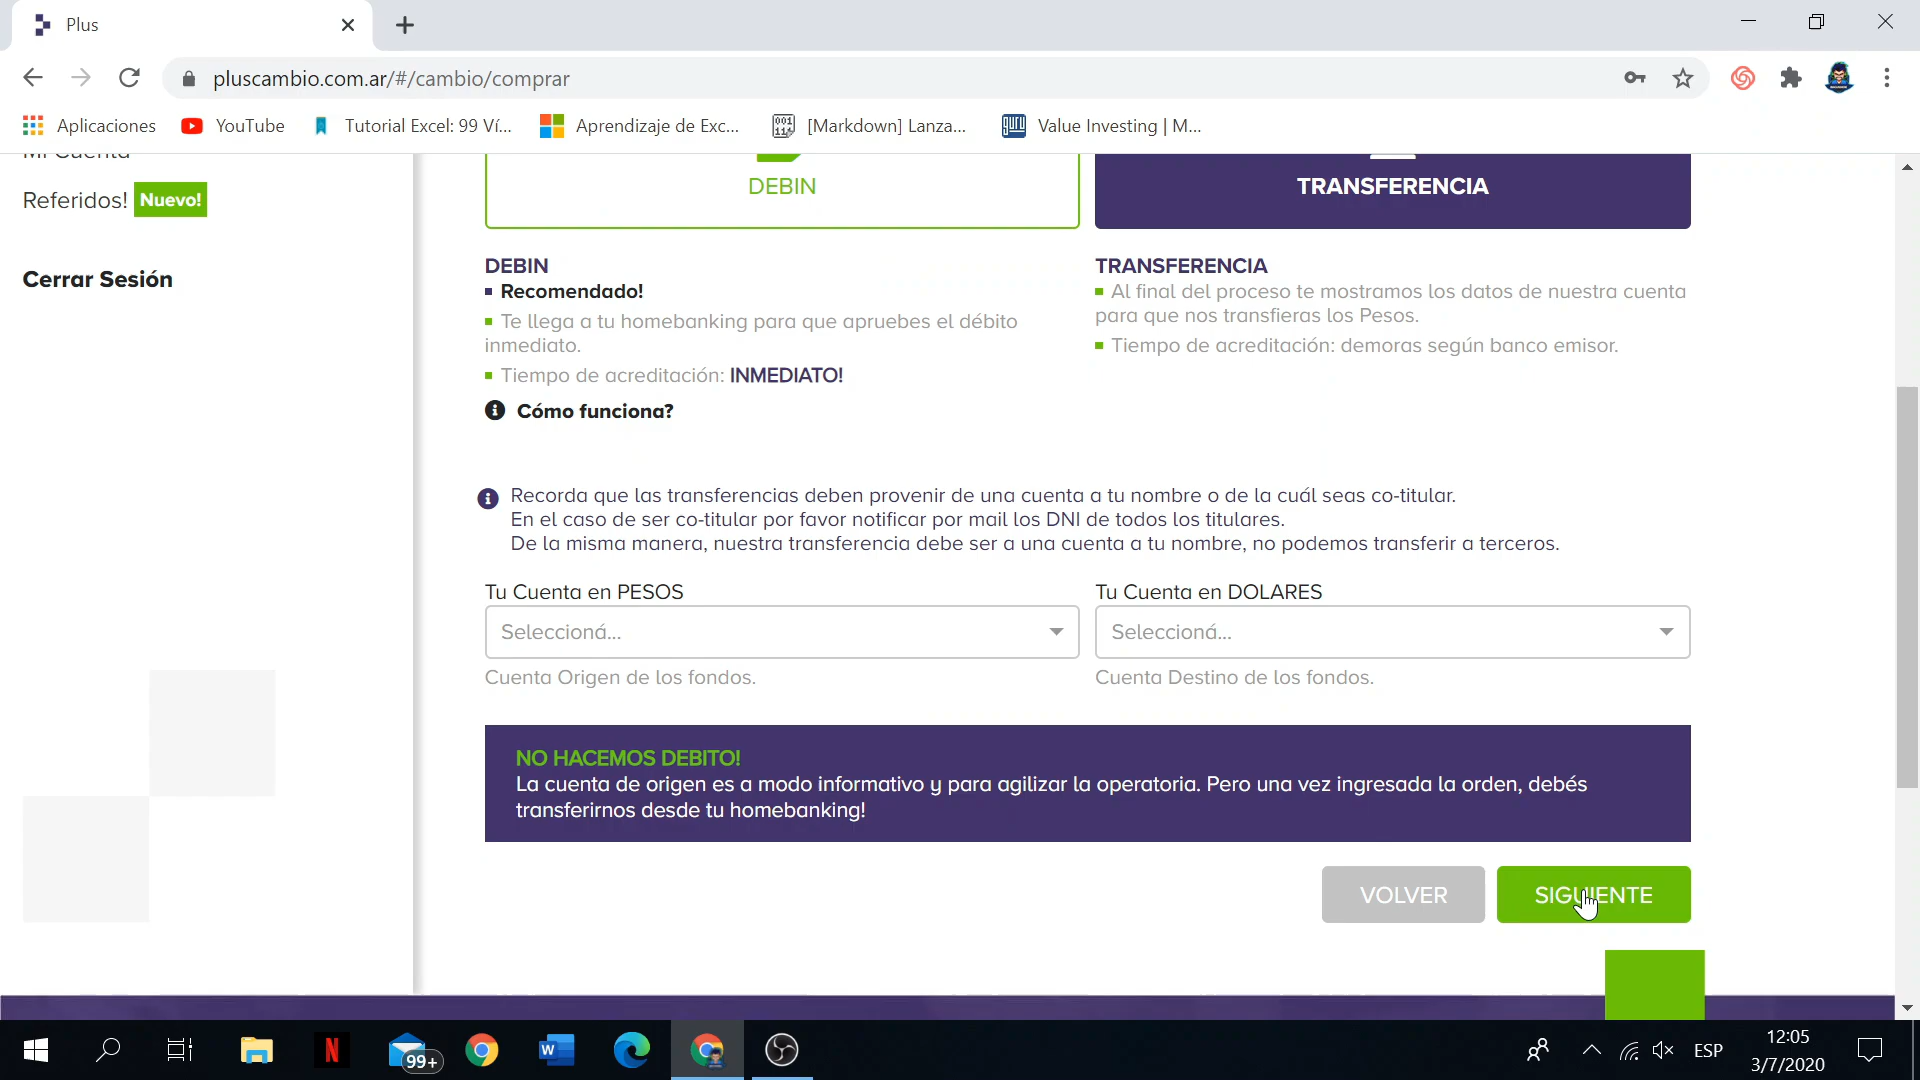 Plus
pluscambio.com.ar/#/cambio/comprar
Aplicaciones
YouTube
Tutorial Excel: 99 Ví...
Aprendizaje de Exc...
[Markdown] Lanza...
guru
Value Investing | M...
Mi Cuenta
Referidos! Nuevo!
Cerrar Sesión
DEBIN
TRANSFERENCIA
DEBIN
Recomendado!
Te llega a tu homebanking para que apruebes el débito
inmediato.
Tiempo de acreditación: INMEDIATO!
Cómo funciona?
TRANSFERENCIA
Al final del proceso te mostramos los datos de nuestra cuenta
para que nos transfieras los Pesos.
Tiempo de acreditación: demoras según banco emisor.
Recorda que las transferencias deben provenir de una cuenta a tu nombre o de la cuál seas co-titular.
En el caso de ser co-titular por favor notificar por mail los DNI de todos los titulares.
De la misma manera, nuestra transferencia debe ser a una cuenta a tu nombre, no podemos transferir a terceros.
Tu Cuenta en PESOS
Seleccioná...
Cuenta Origen de los fondos.
Tu Cuenta en DOLARES
Seleccioná...
Cuenta Destino de los fondos.
NO HACEMOS DEBITO!
La cuenta de origen es a modo informativo y para agilizar la operatoria. Pero una vez ingresada la orden, debés
transferirnos desde tu homebanking!
VOLVER
SIGUIENTE
N
99+
W
ESP
12:05
3/7/2020